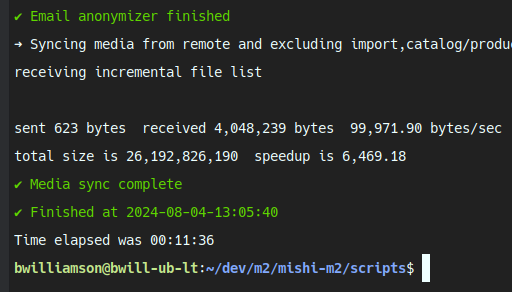 ✔ Email anonymizer finished
➜ Syncing media from remote and excluding import,catalog/produ
receiving incremental file list
sent 623 bytes  received 4,048,239 bytes  99,971.90 bytes/sec
total size is 26,192,826,190  speedup is 6,469.18
✔ Media sync complete
✔ Finished at 2024-08-04-13:05:40
Time elapsed was 00:11:36
bwilliamson@bwill-ub-lt:~/dev/m2/mishi-m2/scripts$